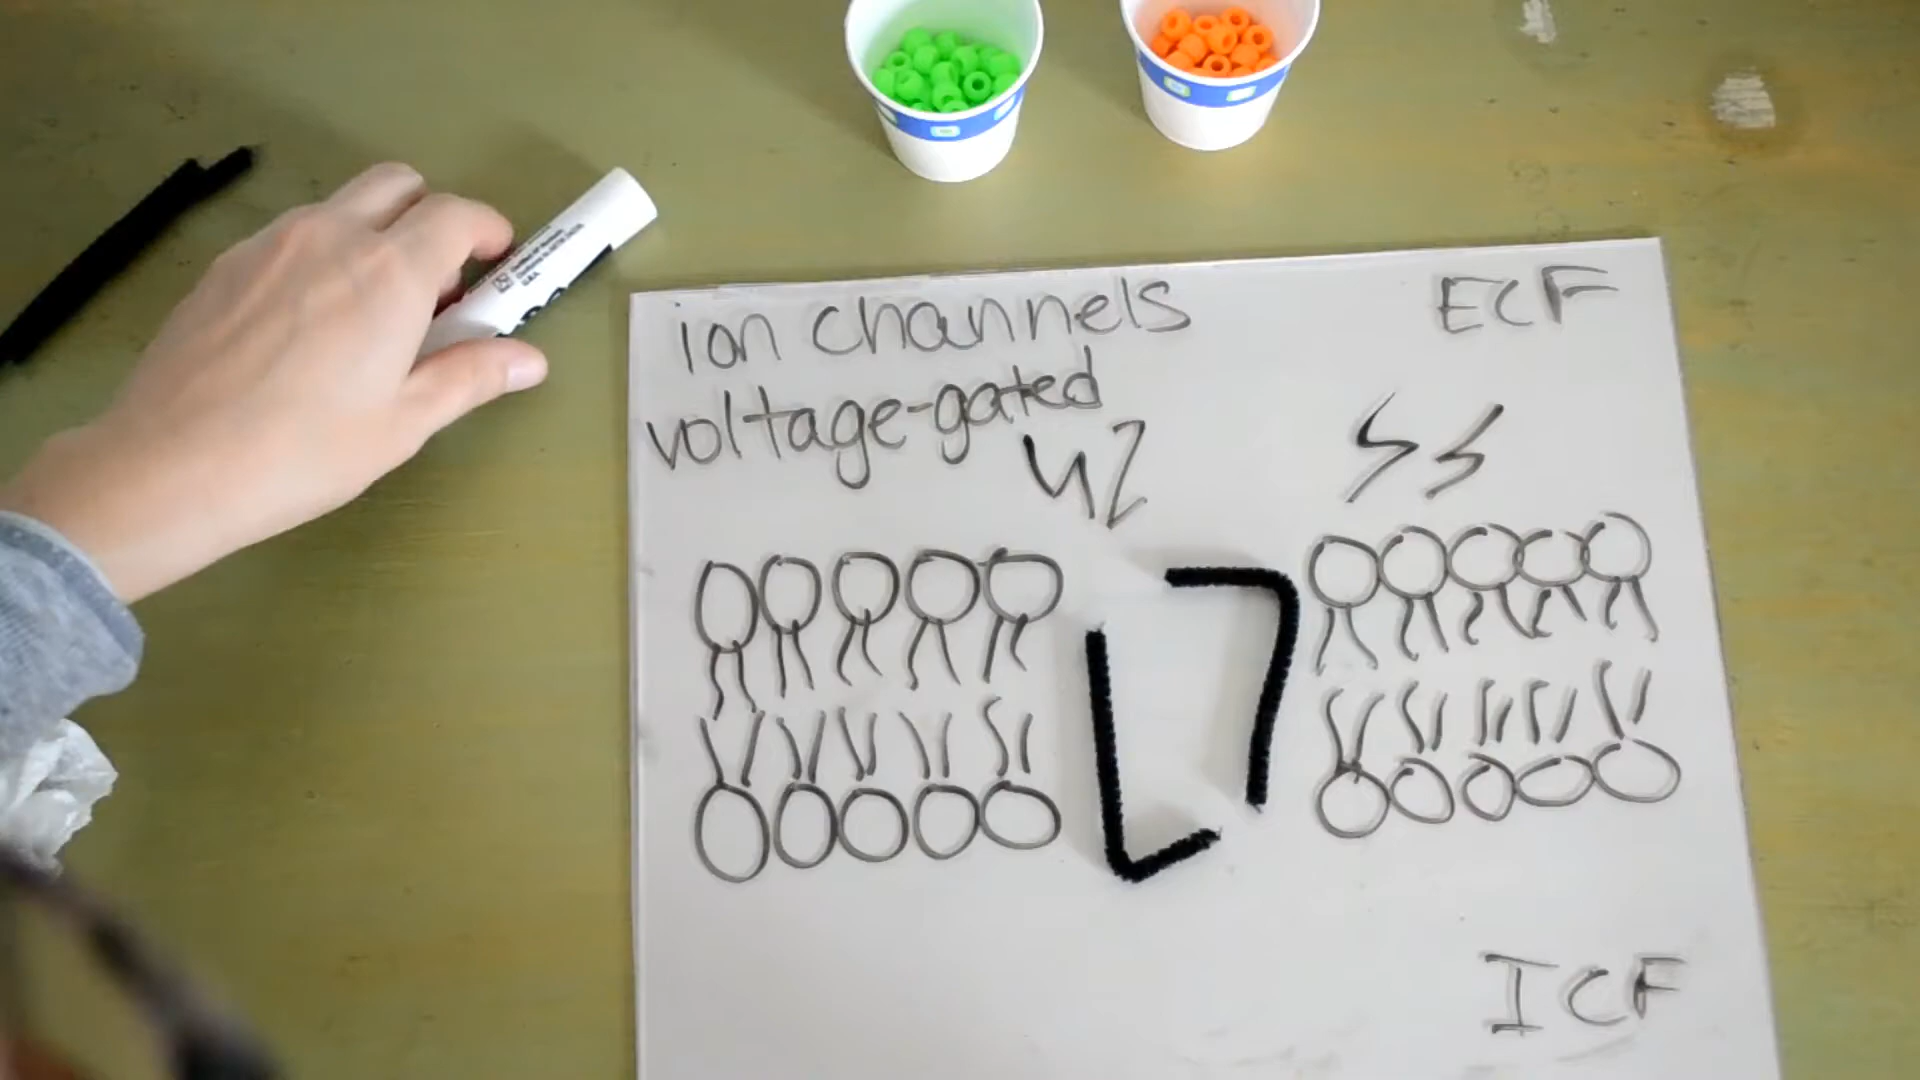 ion channels
ECF
voltage-gated
ICF